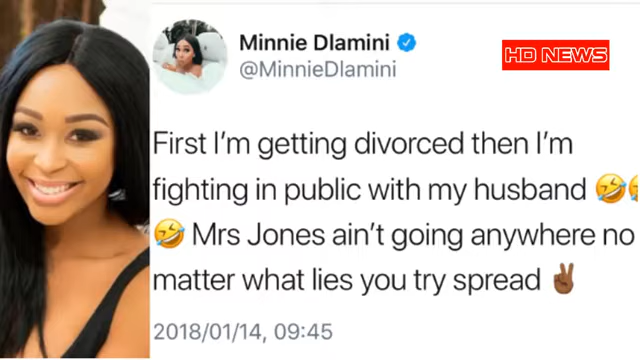 Minnie Dlamini
@MinnieDlamini
HD NEWS
First I’m getting divorced then I’m
fighting in public with my husband 🤣🤣
🤣 Mrs Jones ain’t going anywhere no
matter what lies you try spread ✌🏾
2018/01/14, 09:45